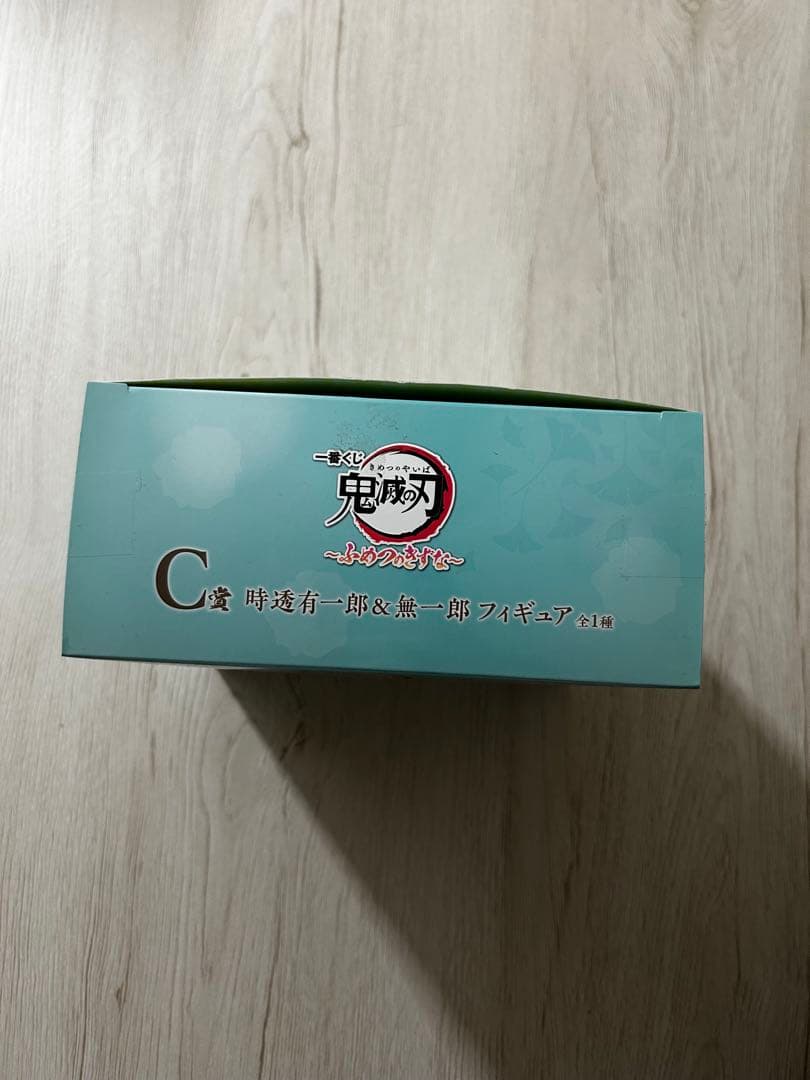 一番くじ
きめつのやいば
鬼滅の刃
～ふめつのきずな～
C賞 時透有一郎＆無一郎 フィギュア 全1種